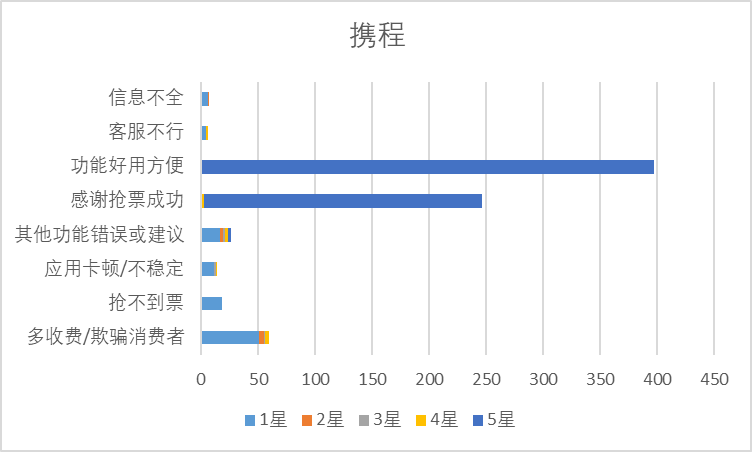 携程
信息不全
客服不行
功能好用方便
感谢抢票成功
其他功能错误或建议
应用卡顿/不稳定
抢不到票
多收费/欺骗消费者
0 50 100 150 200 250 300 350 400 450
1星 2星 3星 4星 5星